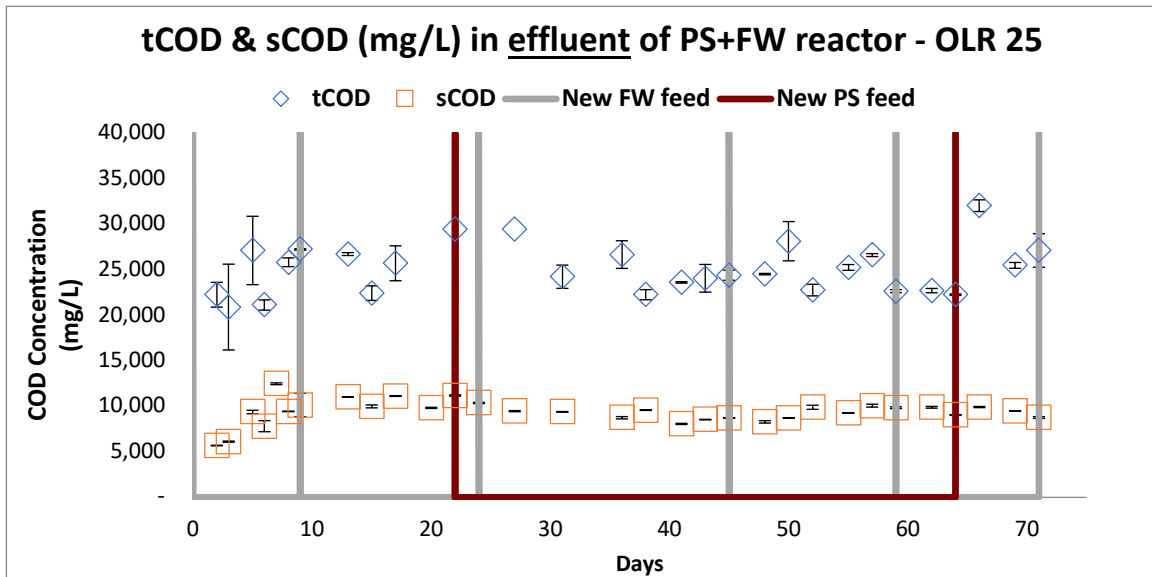 tCOD & sCOD (mg/L) in effluent of PS+FW reactor - OLR 25
tCOD sCOD New FW feed New PS feed
40,000
35,000
30,000
25,000
20,000
15,000
10,000
5,000
-
COD Concentration
(mg/L)
0 10 20 30 40 50 60 70
Days